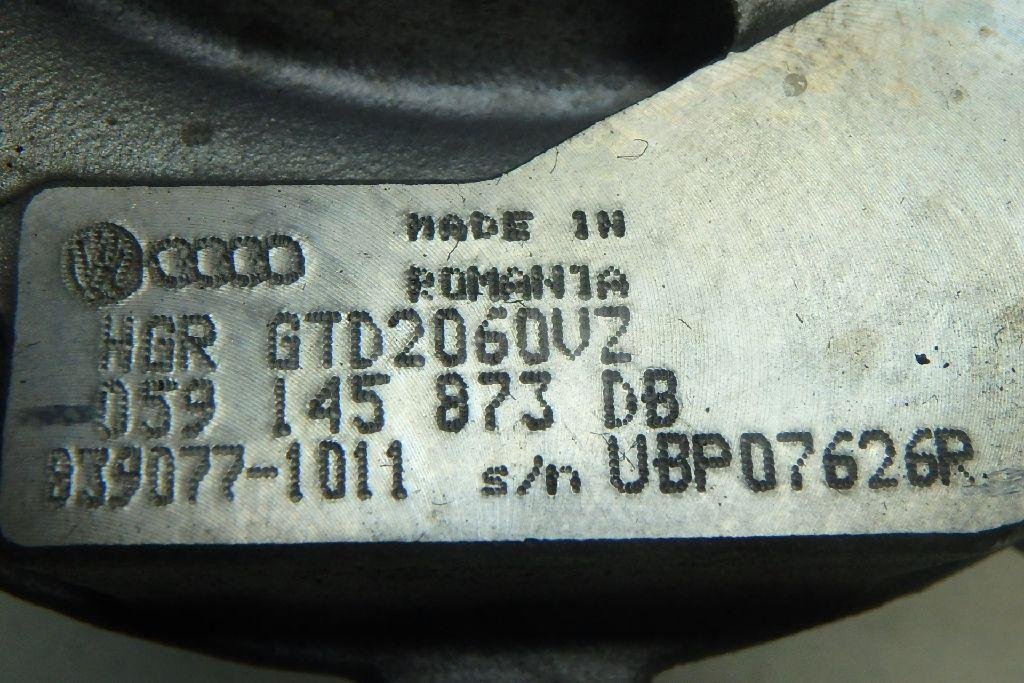 MADE IN
ROMANIA
HGR GTD2060VZ
059 145 873 DB
839077-1011 s/n UBP07626R